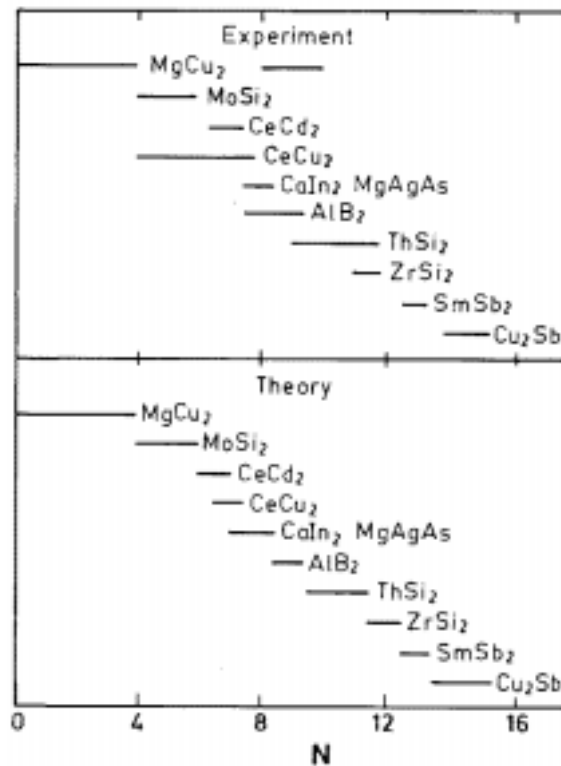 Experiment
MgCu₂
MoSi₂
CeCd₂
CeCu₂
CaIn₂ MgAgAs
AlB₂
ThSi₂
ZrSi₂
SmSb₂
Cu₂Sb
Theory
MgCu₂
MoSi₂
CeCd₂
CeCu₂
CaIn₂ MgAgAs
AlB₂
ThSi₂
ZrSi₂
SmSb₂
Cu₂Sb
0 4 8 12 16
N